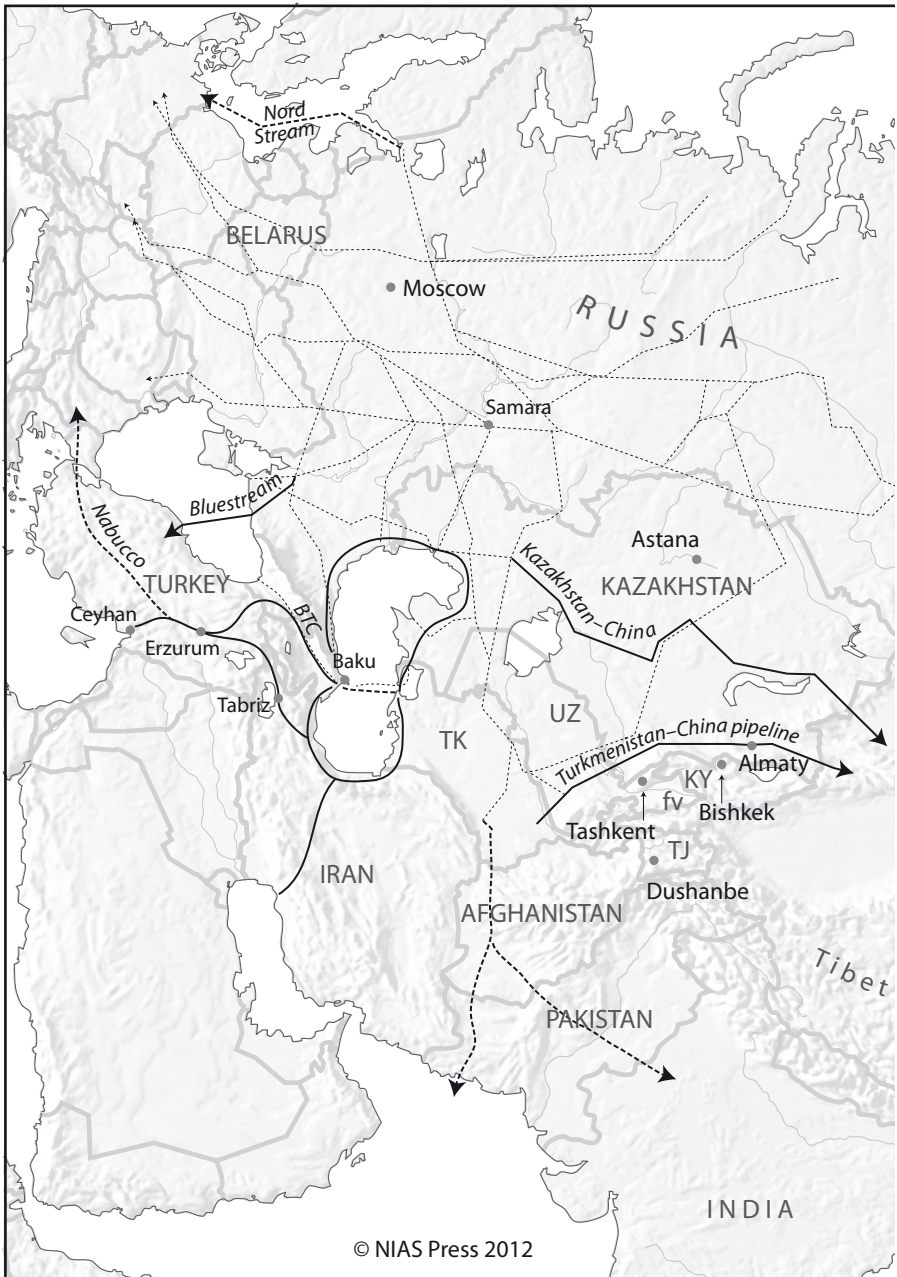 Nord
Stream
BELARUS
Moscow
RUSSIA
Samara
Bluestream
Nabucco
Astana
KAZAKHSTAN
Kazakhstan–China
TURKEY
BTC
Ceyhan
Erzurum
Baku
Tabriz
UZ
TK
Turkmenistan–China pipeline
Almaty
KY
fv
Bishkek
Tashkent
TJ
Dushanbe
IRAN
AFGHANISTAN
Tibet
PAKISTAN
INDIA
© NIAS Press 2012